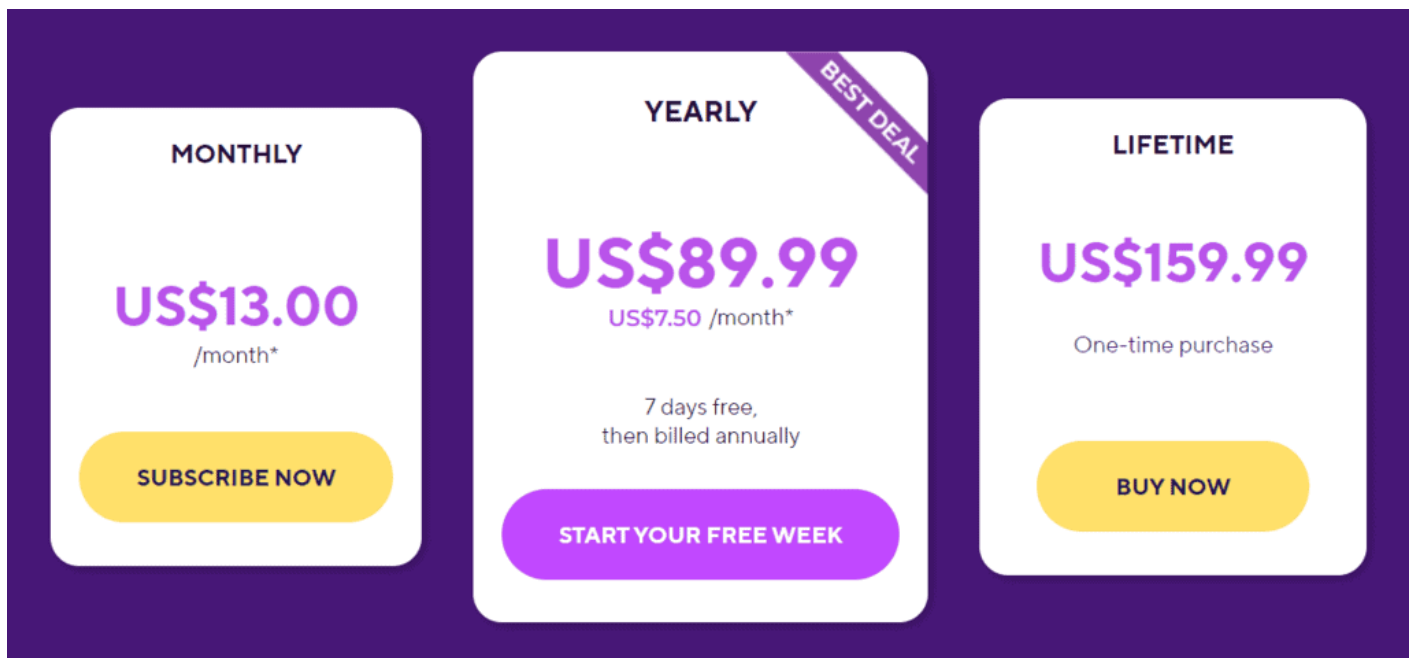 MONTHLY
US$13.00
/month*
SUBSCRIBE NOW
BEST DEAL
YEARLY
US$89.99
US$7.50 /month*
7 days free,
then billed annually
START YOUR FREE WEEK
LIFETIME
US$159.99
One-time purchase
BUY NOW